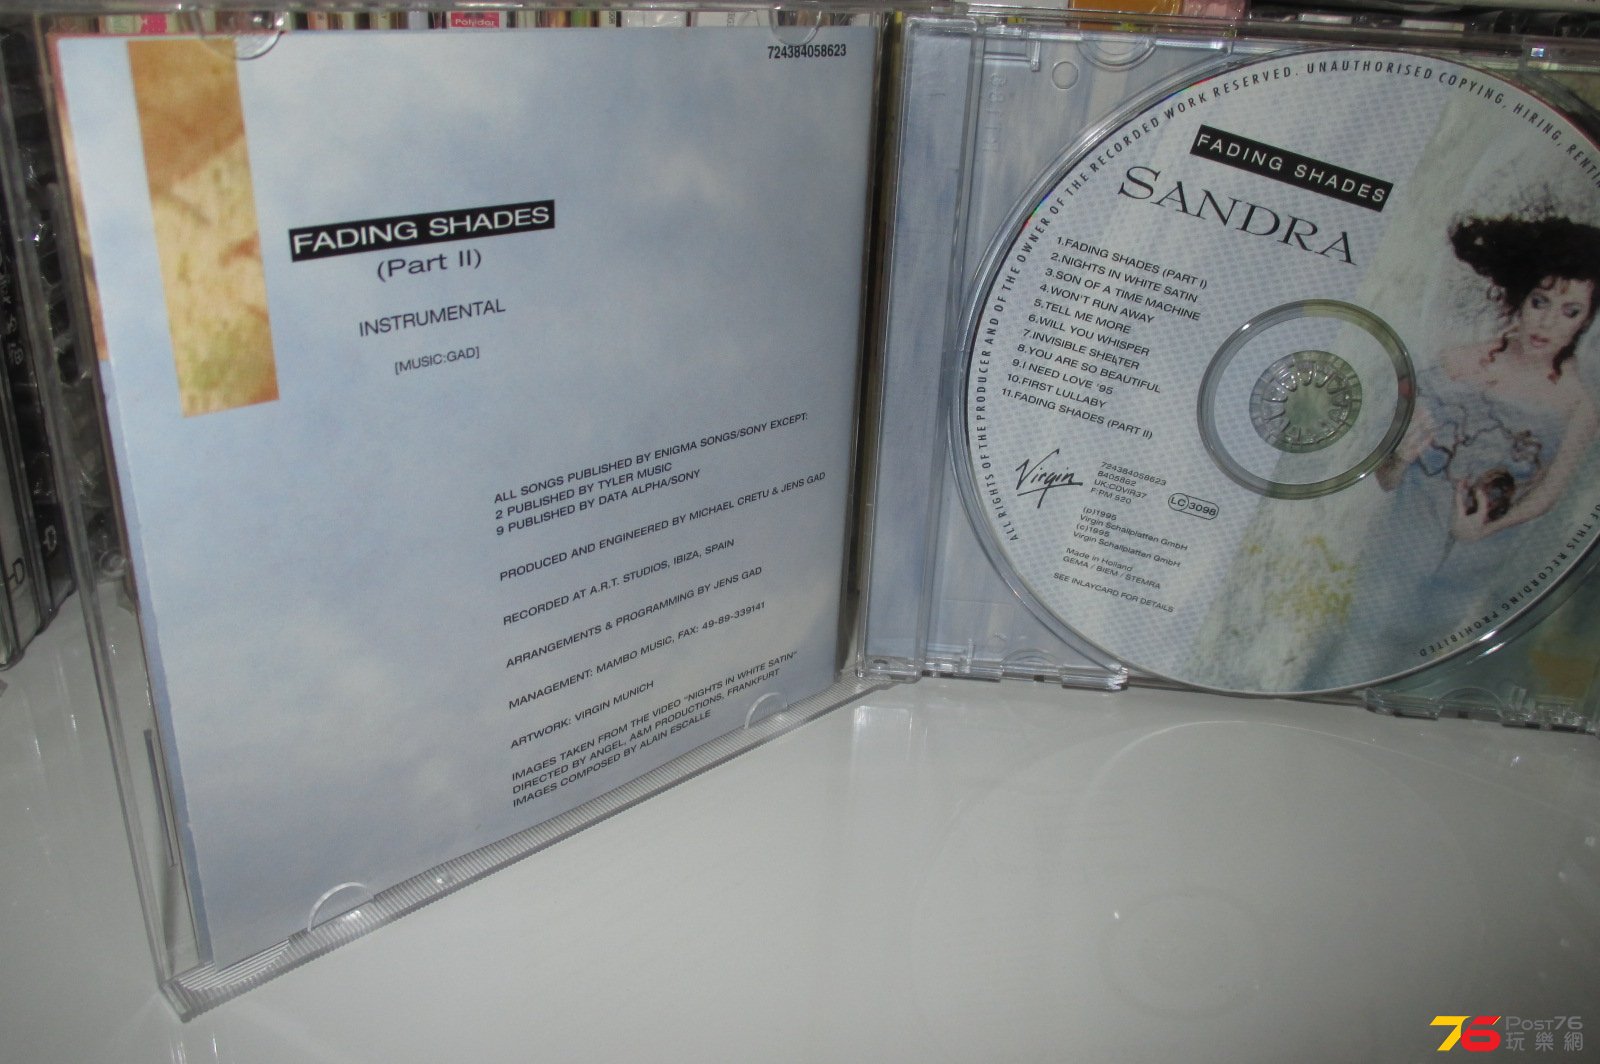 Polydor
724384058623
FADING SHADES
(Part II)
INSTRUMENTAL
[MUSIC:GAD]
ALL SONGS PUBLISHED BY ENIGMA SONGS/SONY EXCEPT:
2 PUBLISHED BY TYLER MUSIC
9 PUBLISHED BY DATA ALPHA/SONY
PRODUCED AND ENGINEERED BY MICHAEL CRETU & JENS GAD
RECORDED AT A.R.T. STUDIOS, IBIZA, SPAIN
ARRANGEMENTS & PROGRAMMING BY JENS GAD
MANAGEMENT: MAMBO MUSIC, FAX: 49-89-339141
ARTWORK: VIRGIN MUNICH
IMAGES TAKEN FROM THE VIDEO "NIGHTS IN WHITE SATIN"
DIRECTED BY ANGEL, A&M PRODUCTIONS, FRANKFURT
IMAGES COMPOSED BY ALAIN ESCALLE
ALL RIGHTS OF THE PRODUCER AND OF THE OWNER OF THE RECORDED WORK RESERVED. UNAUTHORISED COPYING, HIRING, RENTIN
OF THIS RECORDING PROHIBITED.
FADING SHADES
SANDRA
1.FADING SHADES (PART I)
2.NIGHTS IN WHITE SATIN
3.SON OF A TIME MACHINE
4.WON'T RUN AWAY
5.TELL ME MORE
6.WILL YOU WHISPER
7.INVISIBLE SHELTER
8.YOU ARE SO BEAUTIFUL
9.I NEED LOVE '95
10.FIRST LULLABY
11.FADING SHADES (PART II)
Virgin
724384058623
8405862
UK:CDVIR37
F:PM 520
LC 3098
(p)1995
Virgin Schallplatten GmbH
(c)1995
Virgin Schallplatten GmbH
Made in Holland
GEMA / BIEM / STEMRA
SEE INLAYCARD FOR DETAILS
76 Post76
玩樂網